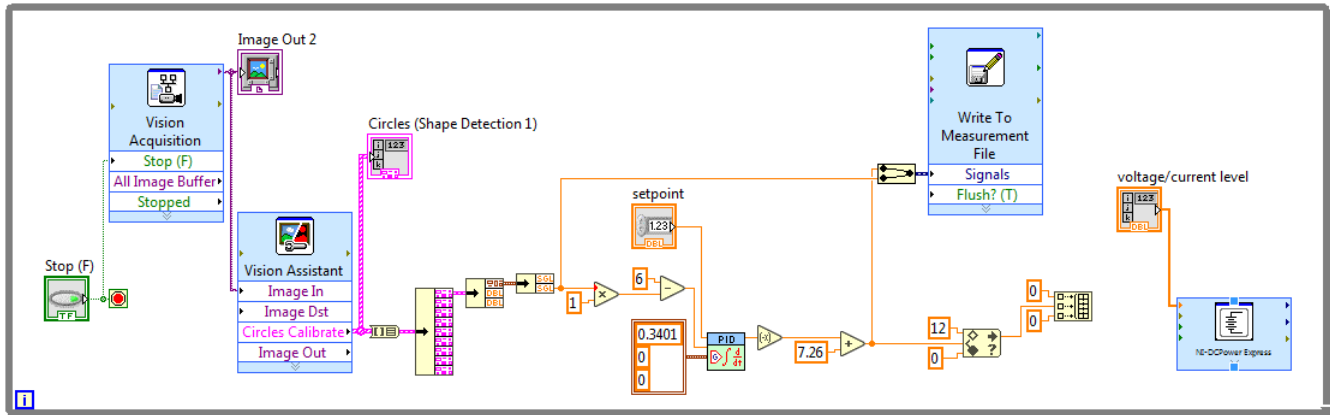 Image Out 2
Vision
Acquisition
Stop (F)
All Image Buffer
Stopped
Circles (Shape Detection 1)
123
Write To
Measurement
File
Signals
Flush? (T)
voltage/current level
123
DBL
setpoint
1.23
DBL
Stop (F)
TF
Vision Assistant
Image In
Image Dst
Circles Calibrate
Image Out
DBL
DBL
SGL
SGL
1
6
0.3401
0
0
PID
7.26
12
0
0
0
NI-DCPower Express
i